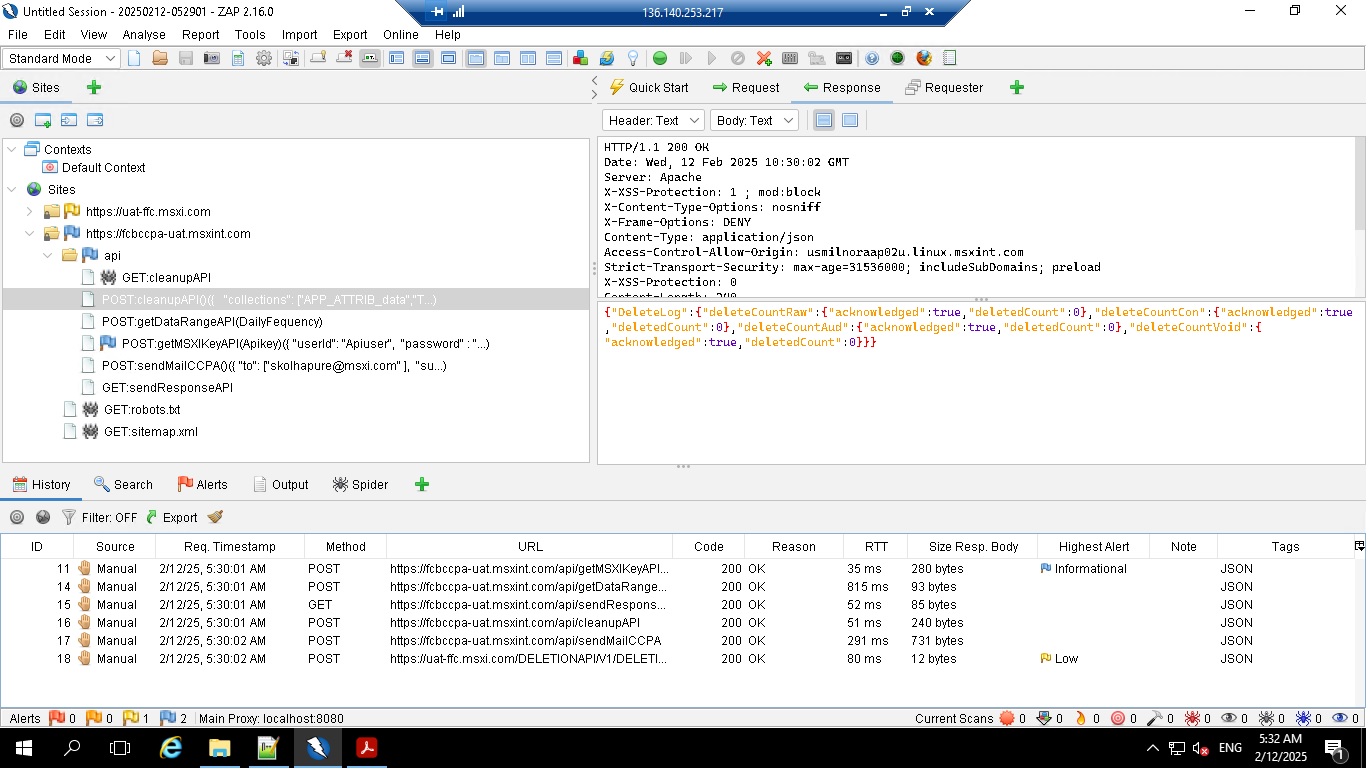 Untitled Session - 20250212-052901 - ZAP 2.16.0
136.140.253.217
File Edit View Analyse Report Tools Import Export Online Help
Standard Mode
Sites
Quick Start Request Response Requester
Header: Text Body: Text
Contexts
Default Context
Sites
https://uat-ffc.msxi.com
https://fcbccpa-uat.msxint.com
api
GET:cleanupAPI
POST:cleanupAPI()({ "collections": ["APP_ATTRIB_data","T...)
POST:getDataRangeAPI(DailyFequency)
POST:getMSXIKeyAPI(Apikey)({ "userId": "Apiuser", "password" : "...)
POST:sendMailCCPA()({ "to": ["skolhapure@msxi.com" ], "su...)
GET:sendResponseAPI
GET:robots.txt
GET:sitemap.xml
HTTP/1.1 200 OK
Date: Wed, 12 Feb 2025 10:30:02 GMT
Server: Apache
X-XSS-Protection: 1 ; mod:block
X-Content-Type-Options: nosniff
X-Frame-Options: DENY
Content-Type: application/json
Access-Control-Allow-Origin: usmilnoraap02u.linux.msxint.com
Strict-Transport-Security: max-age=31536000; includeSubDomains; preload
X-XSS-Protection: 0
Content-Length: 240
{"DeleteLog":{"deleteCountRaw":{"acknowledged":true,"deletedCount":0},"deleteCountCon":{"acknowledged":true
,"deletedCount":0},"deleteCountAud":{"acknowledged":true,"deletedCount":0},"deleteCountVoid":{
"acknowledged":true,"deletedCount":0}}}
History Search Alerts Output Spider
Filter: OFF Export
ID Source Req. Timestamp Method URL Code Reason RTT Size Resp. Body Highest Alert Note Tags
11 Manual 2/12/25, 5:30:01 AM POST https://fcbccpa-uat.msxint.com/api/getMSXIKeyAPI... 200 OK 35 ms 280 bytes Informational JSON
14 Manual 2/12/25, 5:30:01 AM POST https://fcbccpa-uat.msxint.com/api/getDataRange... 200 OK 815 ms 93 bytes JSON
15 Manual 2/12/25, 5:30:01 AM GET https://fcbccpa-uat.msxint.com/api/sendRespons... 200 OK 52 ms 85 bytes JSON
16 Manual 2/12/25, 5:30:01 AM POST https://fcbccpa-uat.msxint.com/api/cleanupAPI 200 OK 51 ms 240 bytes JSON
17 Manual 2/12/25, 5:30:02 AM POST https://fcbccpa-uat.msxint.com/api/sendMailCCPA 200 OK 291 ms 731 bytes JSON
18 Manual 2/12/25, 5:30:02 AM POST https://uat-ffc.msxi.com/DELETIONAPI/V1/DELETI... 200 OK 80 ms 12 bytes Low JSON
Alerts 0 0 1 2 Main Proxy: localhost:8080 Current Scans 0 0 0 0 0 0 0 0 0 0
ENG 5:32 AM
2/12/2025 1